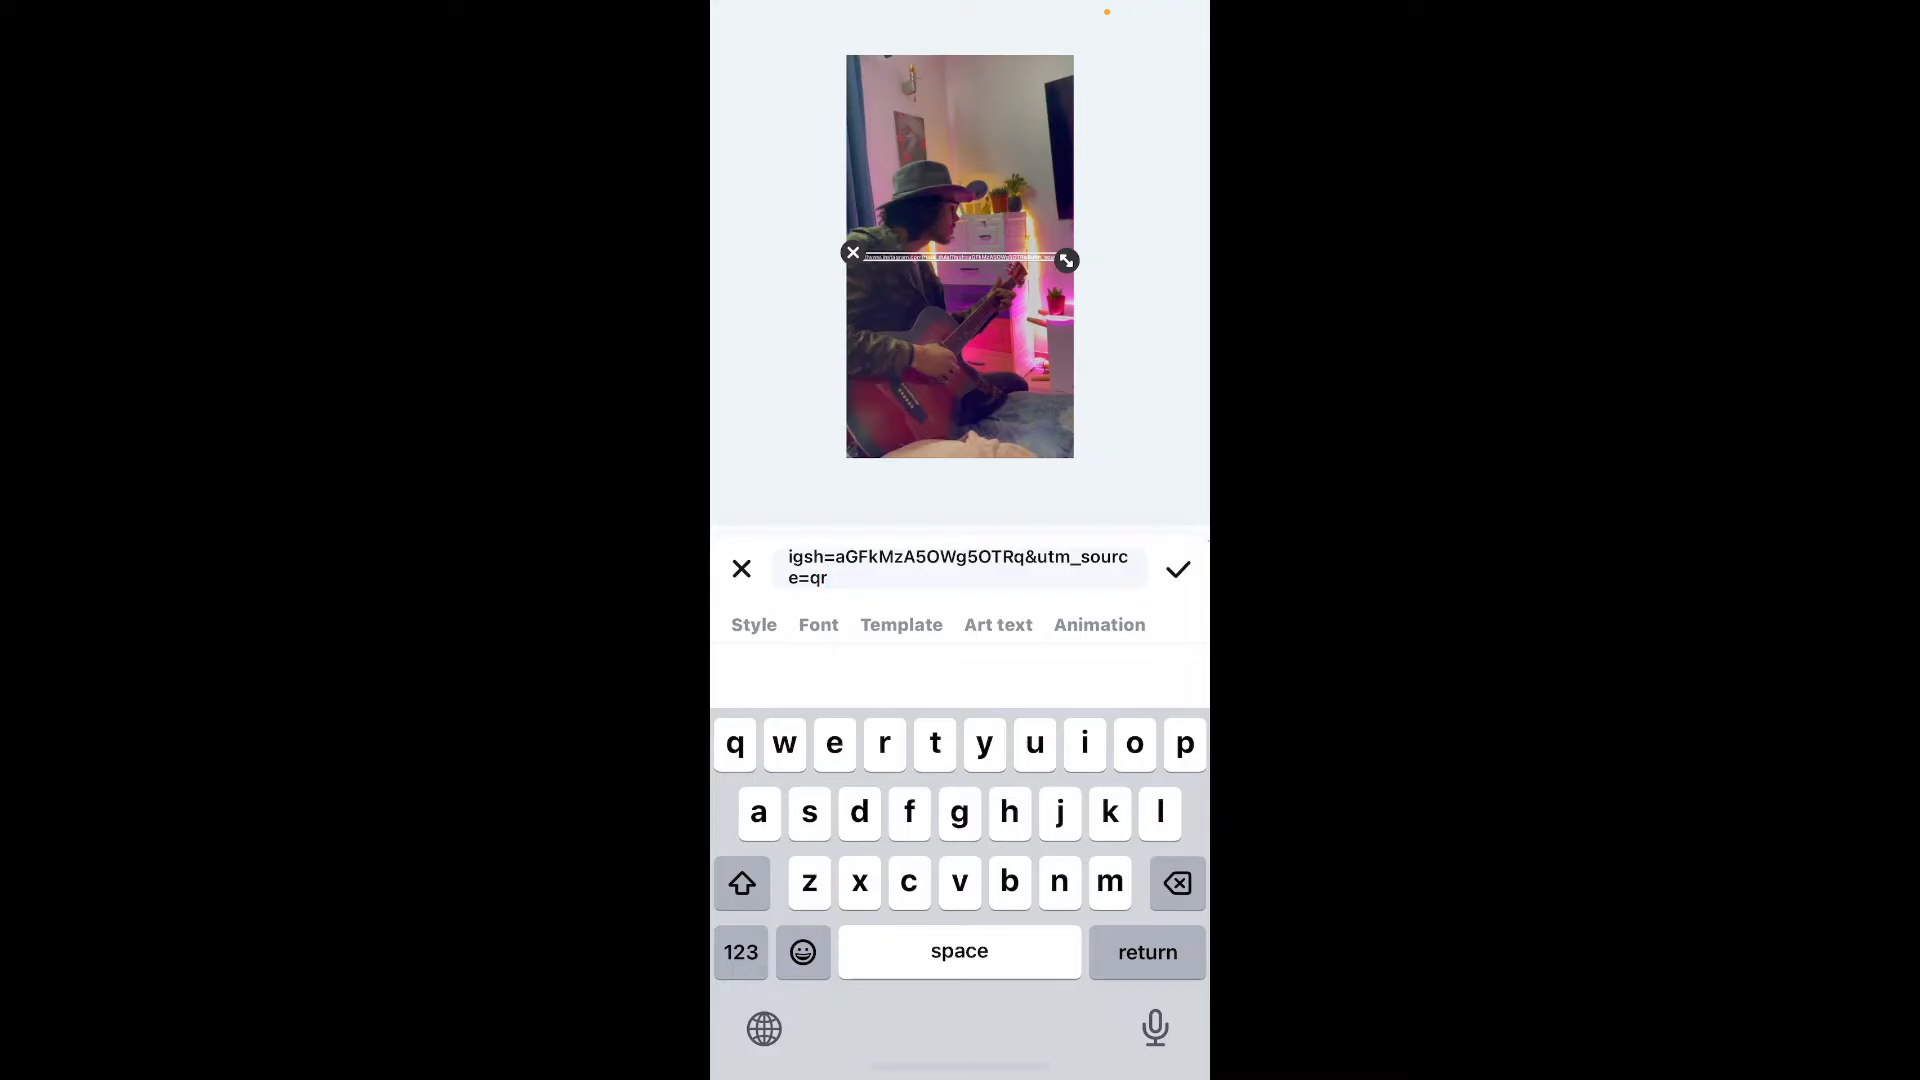 igsh=aGFkMzA5OWg5OTRq&utm_sourc
e=qr
Style Font Template Art text Animation
q w e r t y u i o p
a s d f g h j k l
z x c v b n m
123 space return